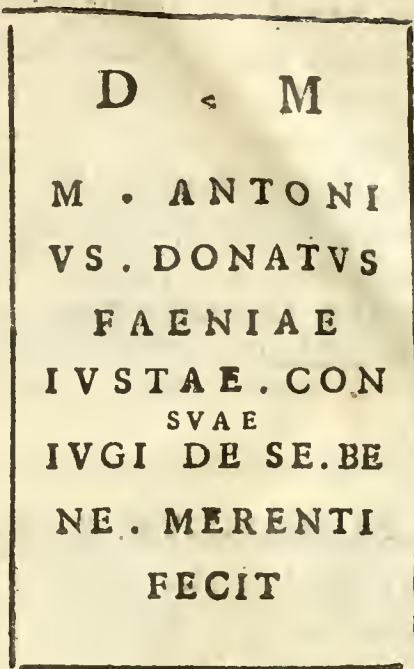 D < M
M . ANTONI
VS . DONATVS
FAENIAE
IVSTAE . CON
SVAE
IVGI DE SE . BE
NE . MERENTI
FECIT